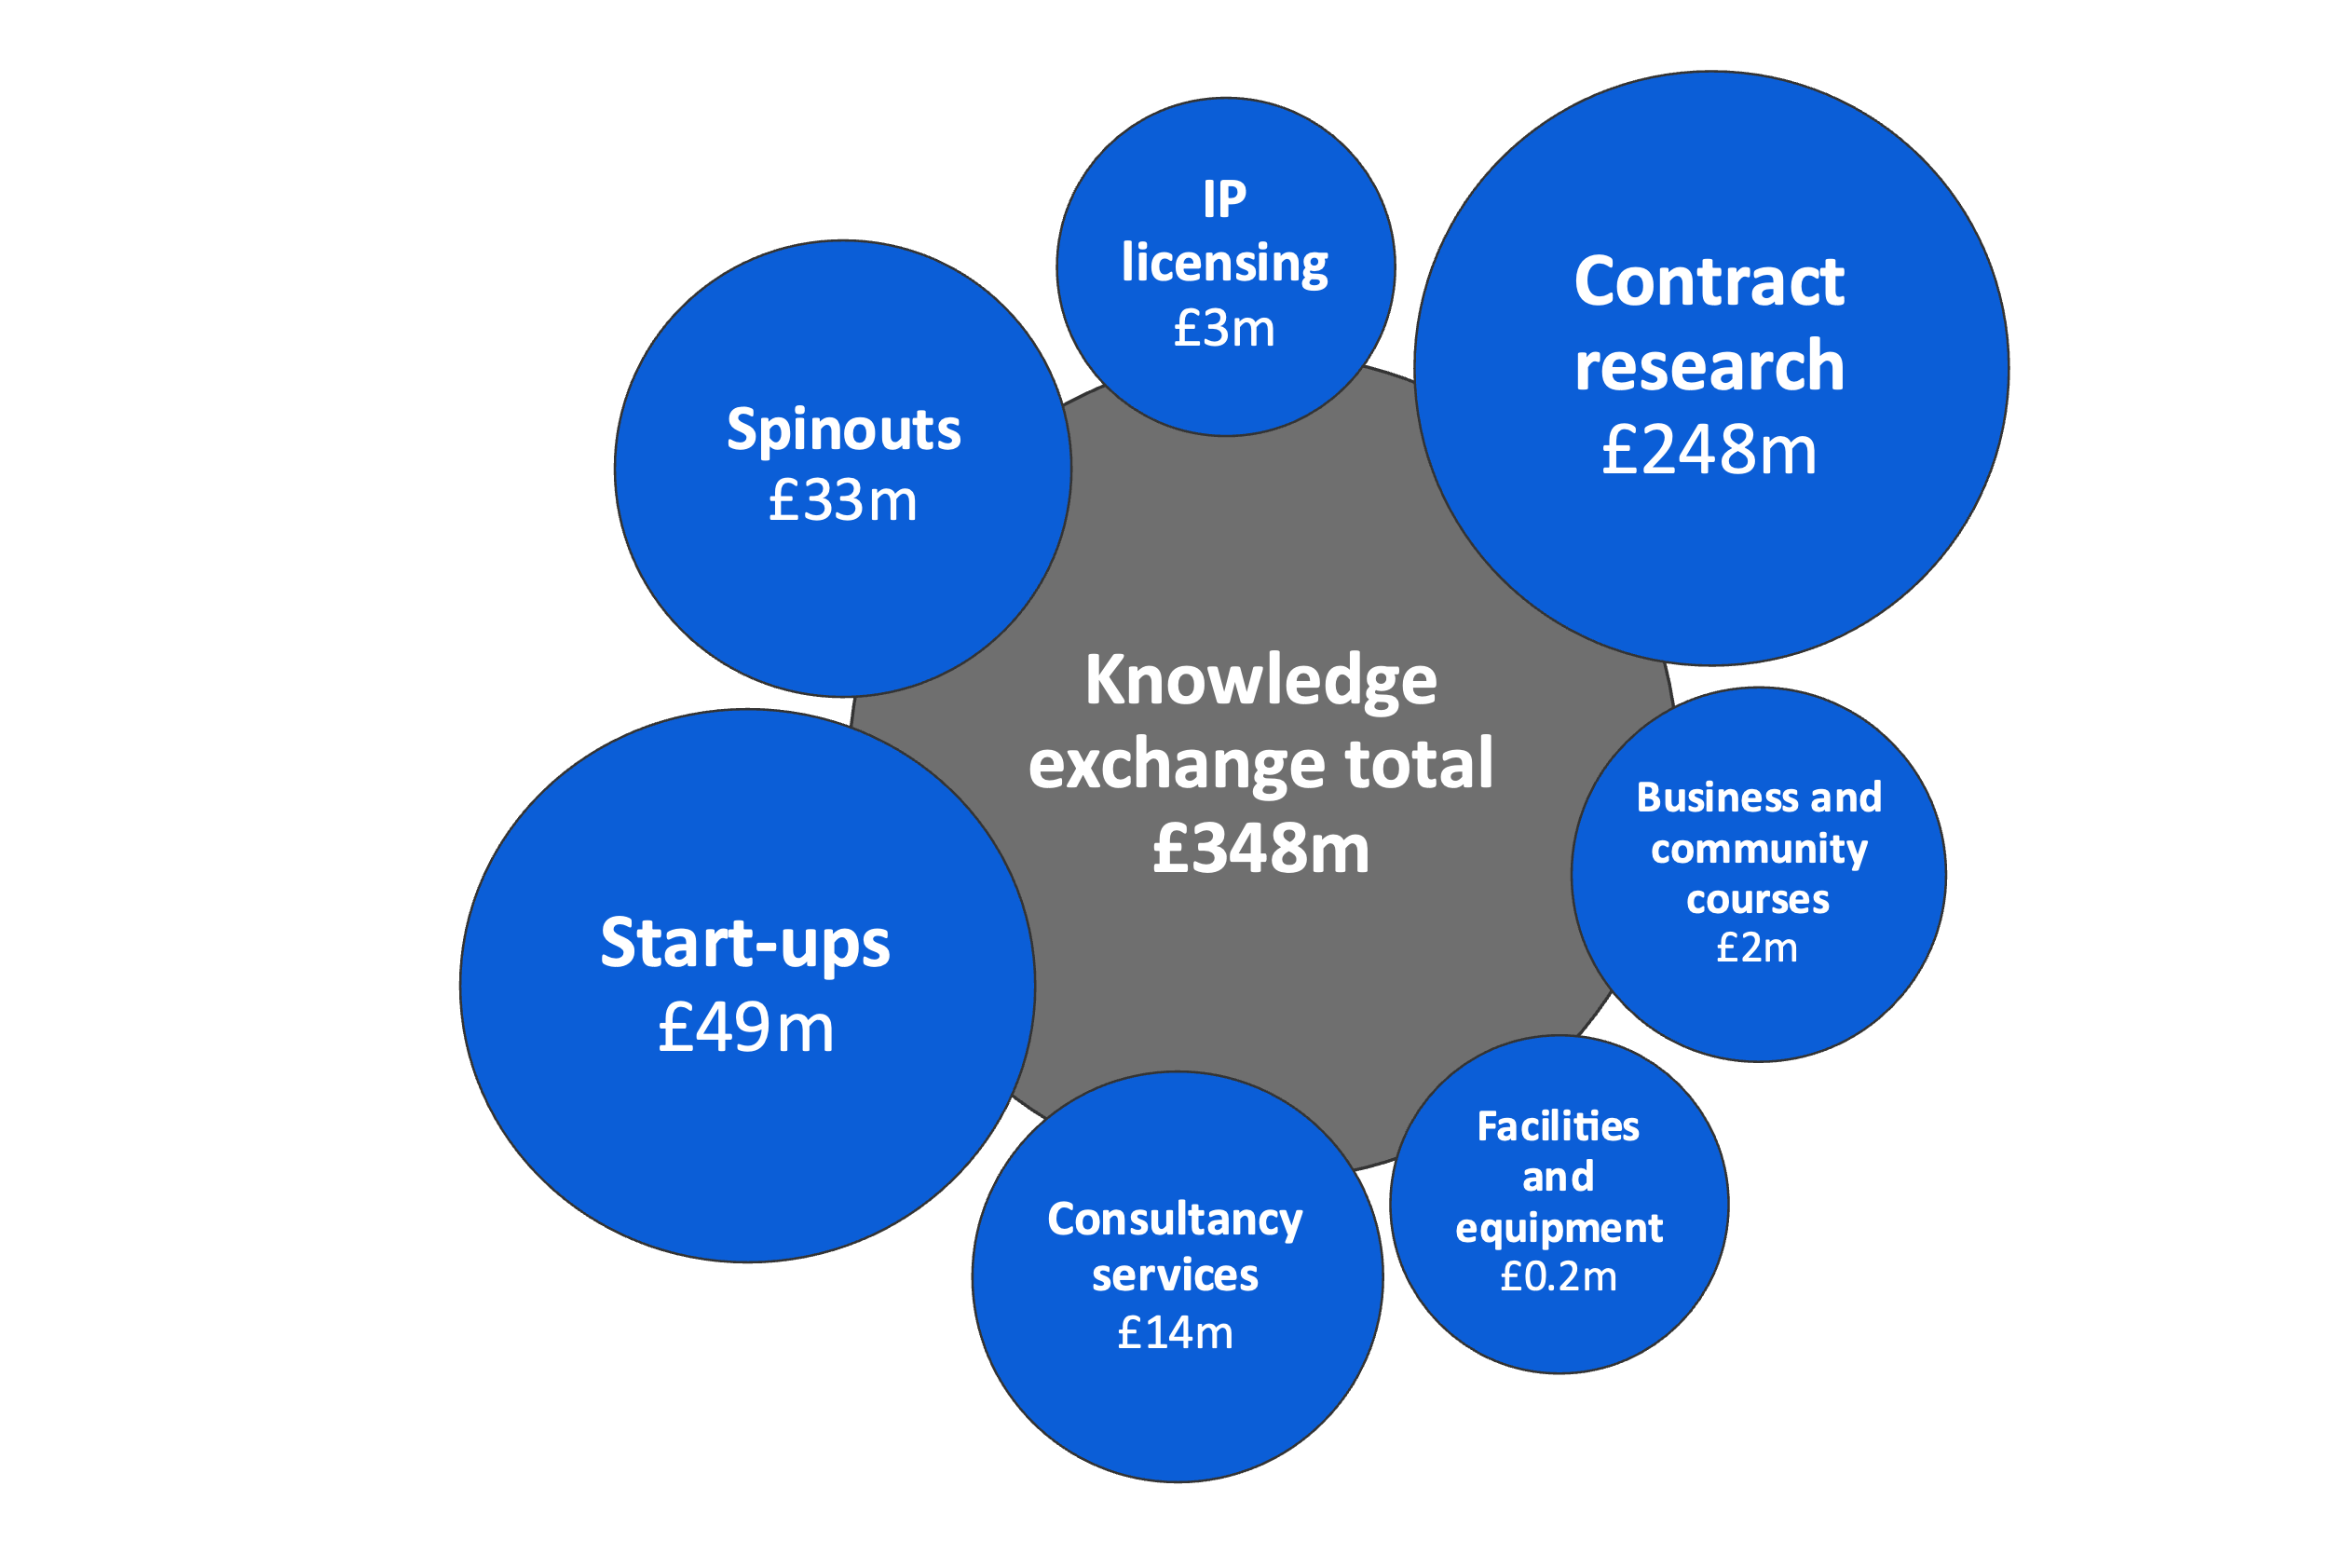 IP
licensing
£3m
Contract
research
£248m
Spinouts
£33m
Knowledge
exchange total
£348m
Business and
community
courses
£2m
Start-ups
£49m
Facilities
and
equipment
£0.2m
Consultancy
services
£14m